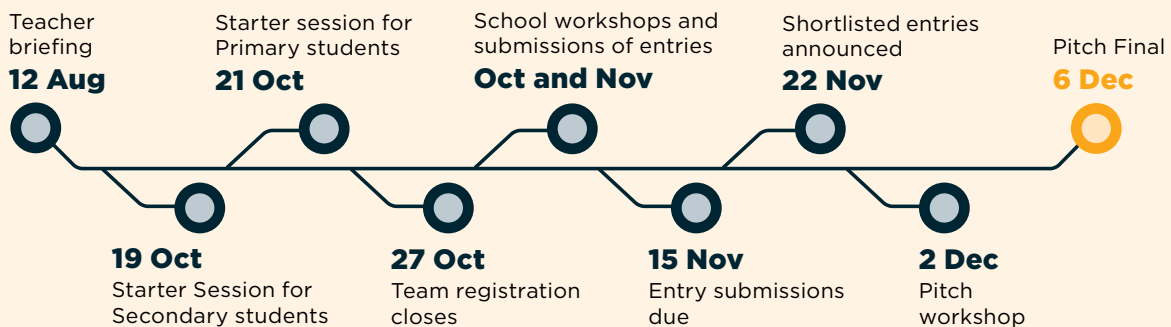 Teacher
briefing
12 Aug
Starter session for
Primary students
21 Oct
School workshops and
submissions of entries
Oct and Nov
Shortlisted entries
announced
22 Nov
Pitch Final
6 Dec
19 Oct
Starter Session for
Secondary students
27 Oct
Team registration
closes
15 Nov
Entry submissions
due
2 Dec
Pitch
workshop